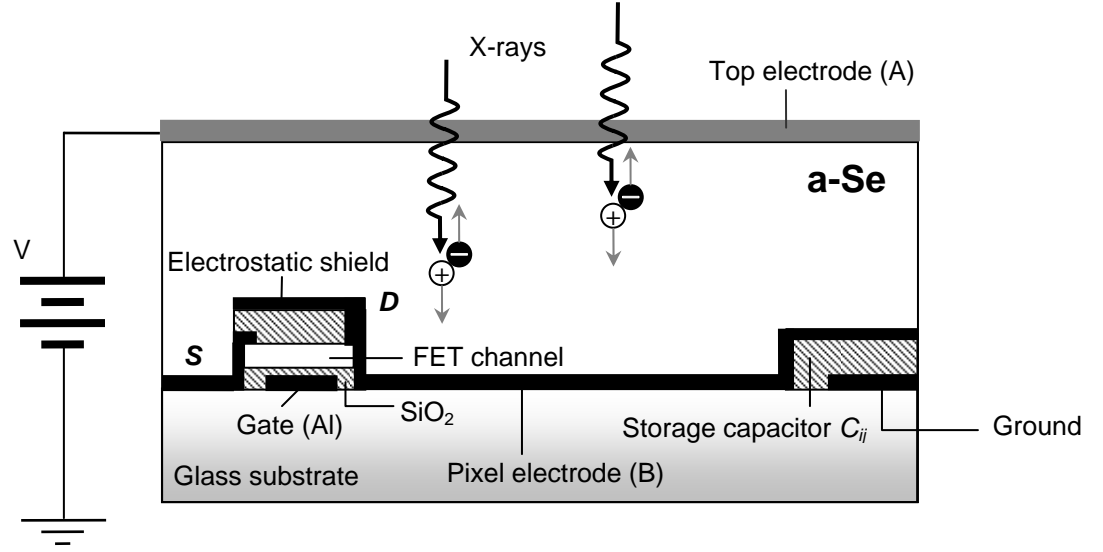 X-rays
Top electrode (A)
a-Se
V
Electrostatic shield
D
S
FET channel
SiO₂
Gate (Al)
Storage capacitor Cᵢⱼ
Ground
Glass substrate
Pixel electrode (B)